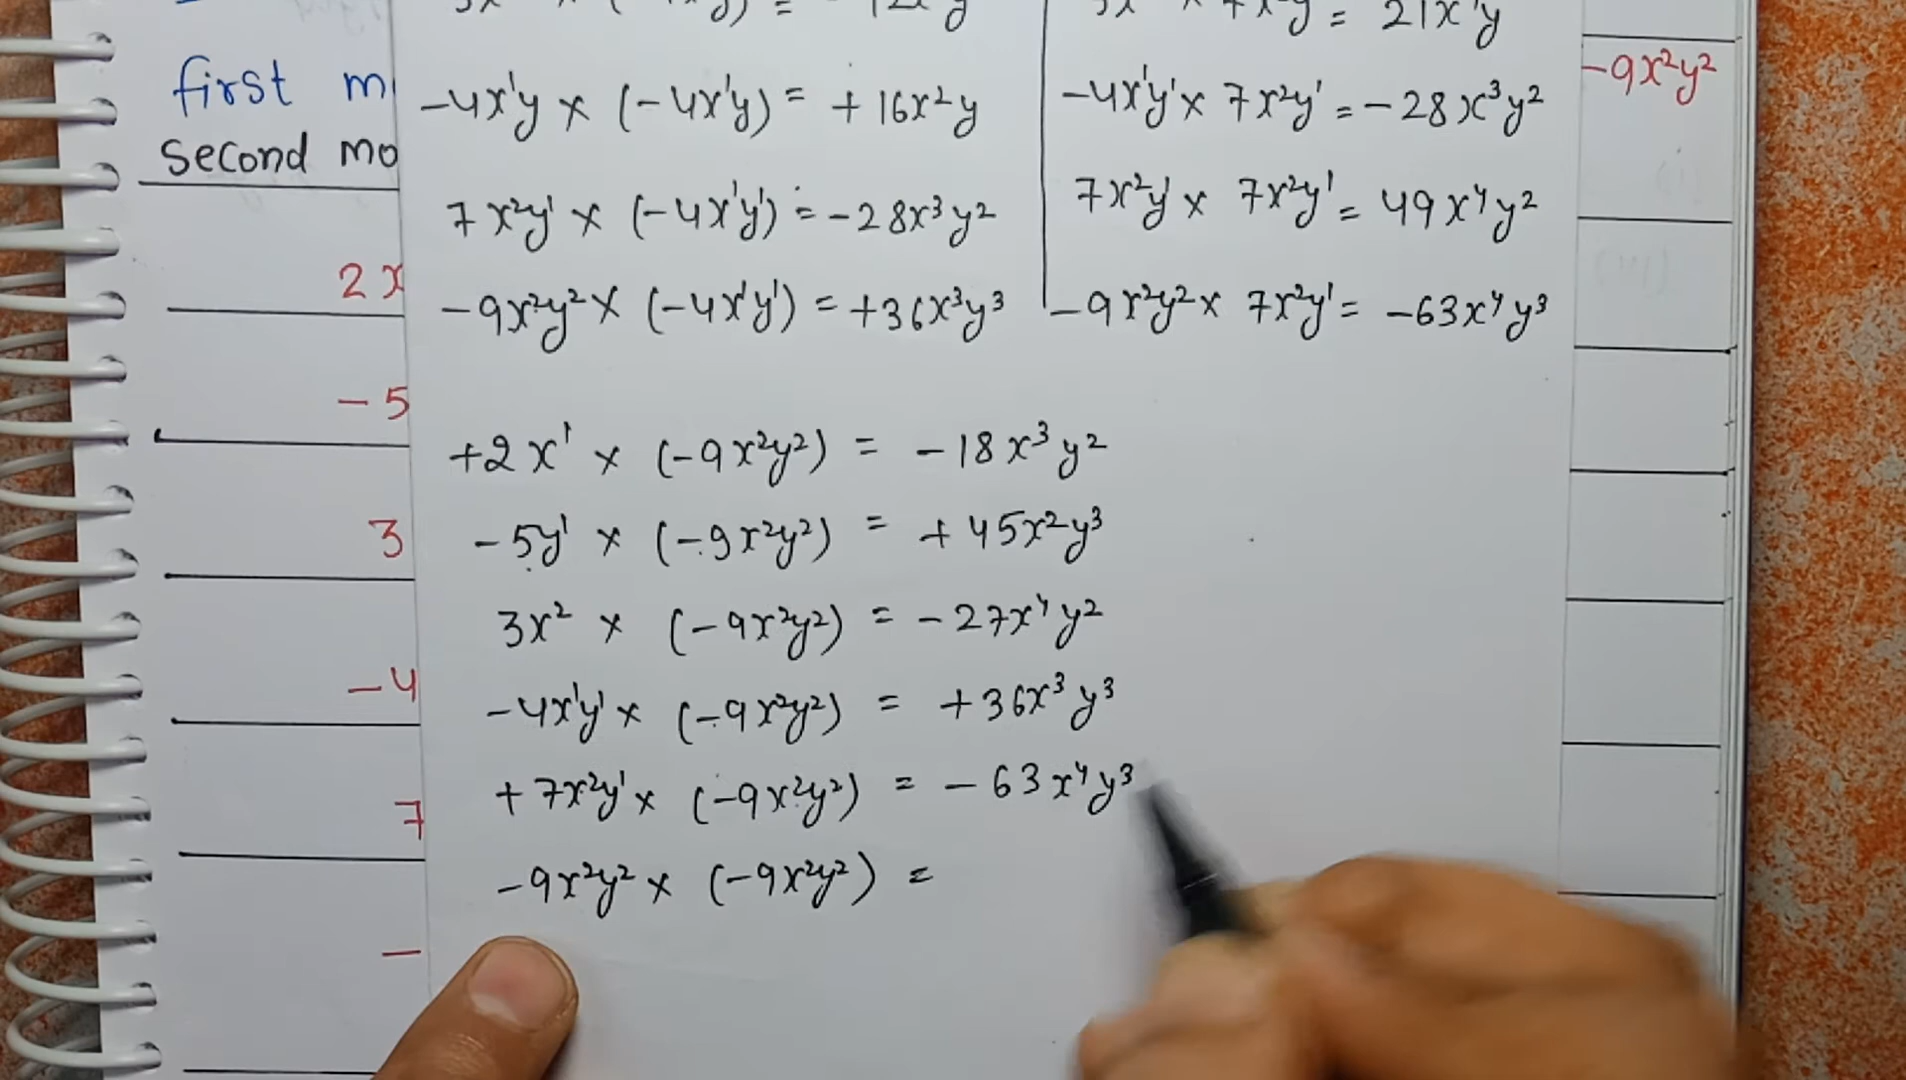 first
second mo
2x
- 5
3
- 4
7
-
-4x¹y × (-4x¹y) = + 16x²y
7x²y¹ × (-4x¹y¹) = -28x³y²
-9x²y² × (-4x¹y¹) = +36x³y³
21x⁴y
-4x¹y¹ × 7x²y¹ = -28x³y²
7x²y¹ × 7x²y¹ = 49x⁴y²
-9x²y² × 7x²y¹ = -63x⁴y³
-9x²y²
+2x¹ × (-9x²y²) = -18x³y²
-5y¹ × (-9x²y²) = +45x²y³
3x² × (-9x²y²) = -27x⁴y²
-4x¹y¹ × (-9x²y²) = +36x³y³
+7x²y¹ × (-9x²y²) = -63x⁴y³
-9x²y² × (-9x²y²) =